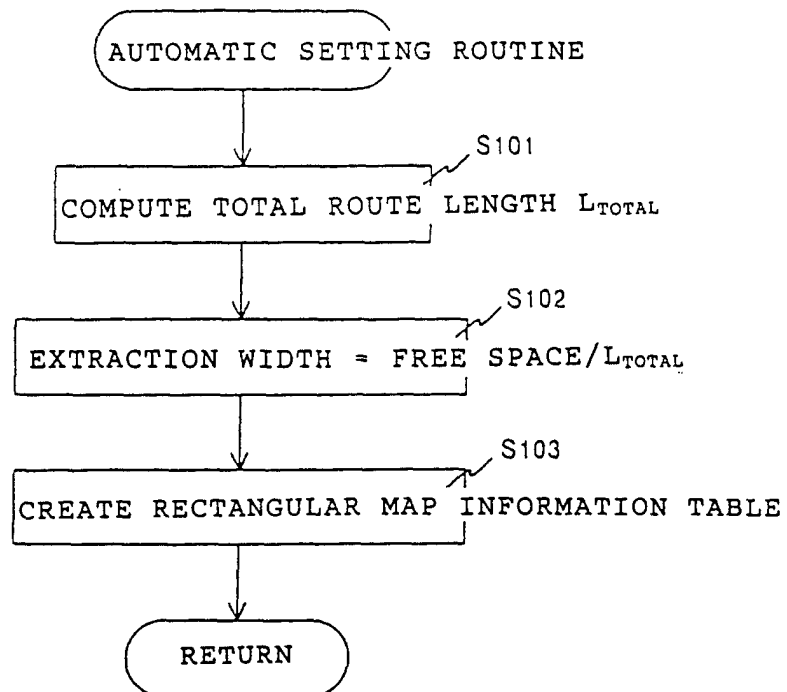 AUTOMATIC SETTING ROUTINE
S101
COMPUTE TOTAL ROUTE LENGTH LTOTAL
S102
EXTRACTION WIDTH = FREE SPACE/LTOTAL
S103
CREATE RECTANGULAR MAP INFORMATION TABLE
RETURN